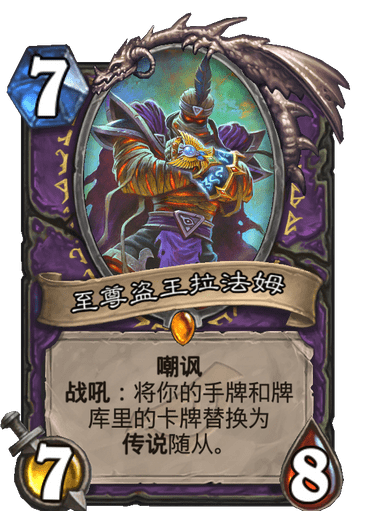 7
至尊盗王拉法姆
嘲讽
战吼：将你的手牌和牌
库里的卡牌替换为
传说随从。
7
8